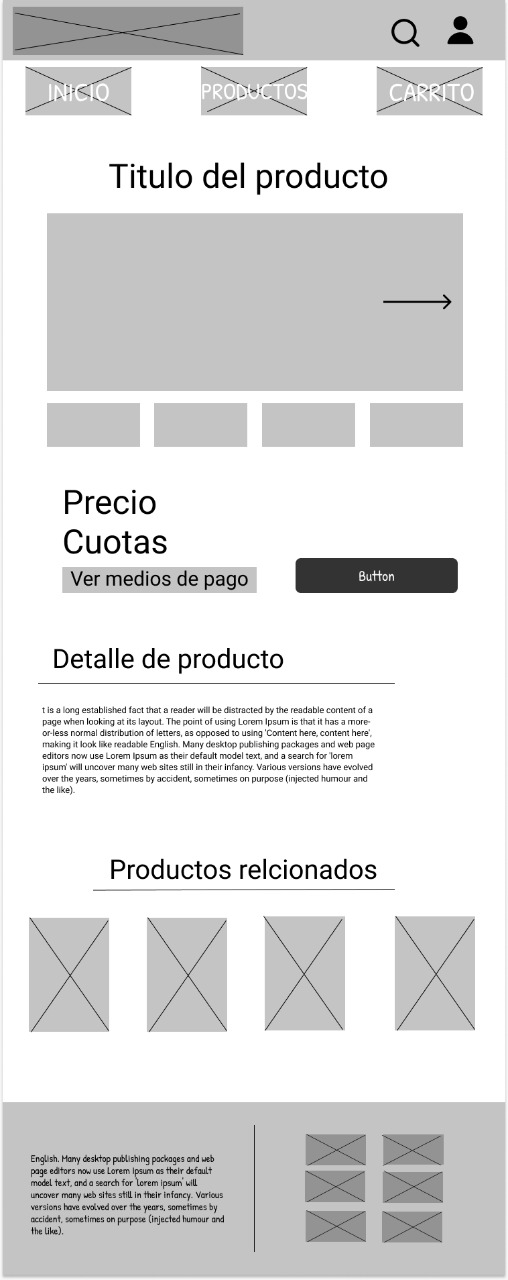 INICIO PRODUCTOS CARRITO
Titulo del producto
Precio
Cuotas
Ver medios de pago
Button
Detalle de producto
t is a long established fact that a reader will be distracted by the readable content of a
page when looking at its layout. The point of using Lorem Ipsum is that it has a more-
or-less normal distribution of letters, as opposed to using 'Content here, content here',
making it look like readable English. Many desktop publishing packages and web page
editors now use Lorem Ipsum as their default model text, and a search for 'lorem
ipsum' will uncover many web sites still in their infancy. Various versions have evolved
over the years, sometimes by accident, sometimes on purpose (injected humour and
the like).
Productos relcionados
English. Many desktop publishing packages and web
page editors now use Lorem Ipsum as their default
model text, and a search for 'lorem ipsum' will
uncover many web sites still in their infancy. Various
versions have evolved over the years, sometimes by
accident, sometimes on purpose (injected humour and
the like).